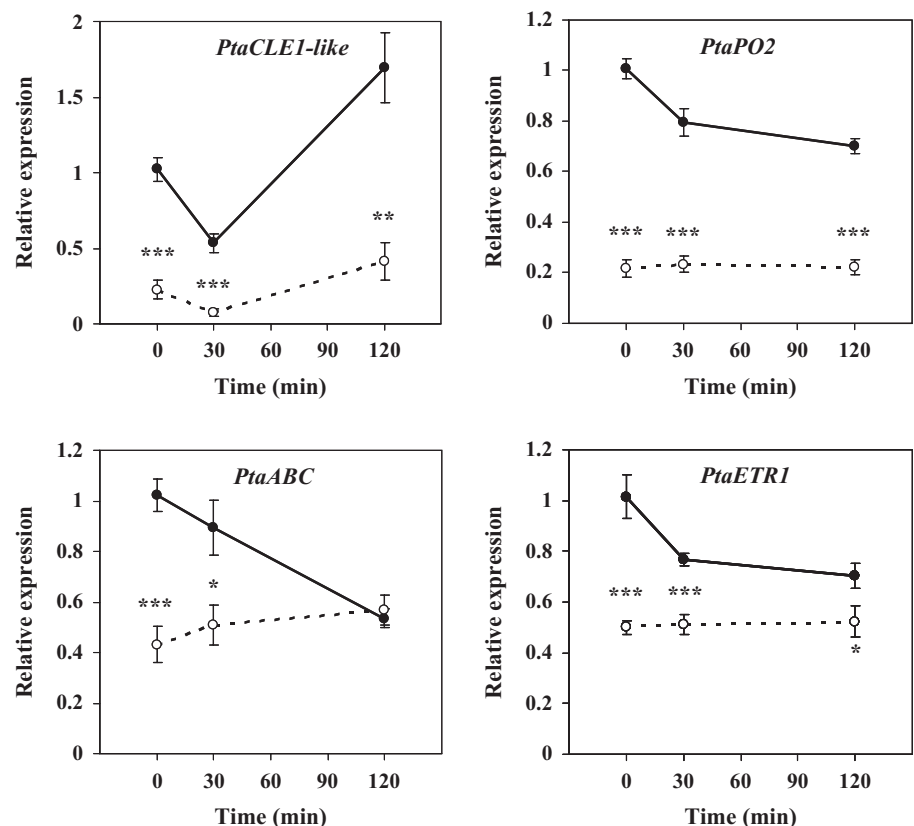 PtaCLE1-like
Relative expression
2
1.5
1
0.5
0
***
***
**
0 30 60 90 120
Time (min)
PtaPO2
Relative expression
1.2
1
0.8
0.6
0.4
0.2
0
*** *** ***
0 30 60 90 120
Time (min)
PtaABC
Relative expression
1.2
1
0.8
0.6
0.4
0.2
0
***
*
0 30 60 90 120
Time (min)
PtaETR1
Relative expression
1.2
1
0.8
0.6
0.4
0.2
0
*** ***
*
0 30 60 90 120
Time (min)